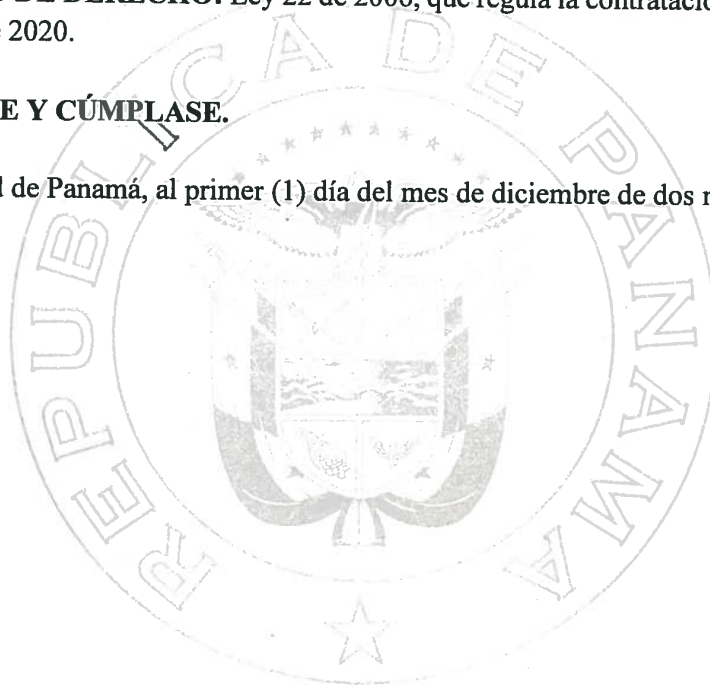 DE DERECHO: Ley 22 de 2006, que regula la
2020.
E Y CÚMPLASE.
de Panamá, al primer (1) día del mes de diciembre de dos
REPUBLICA DE PANAMA